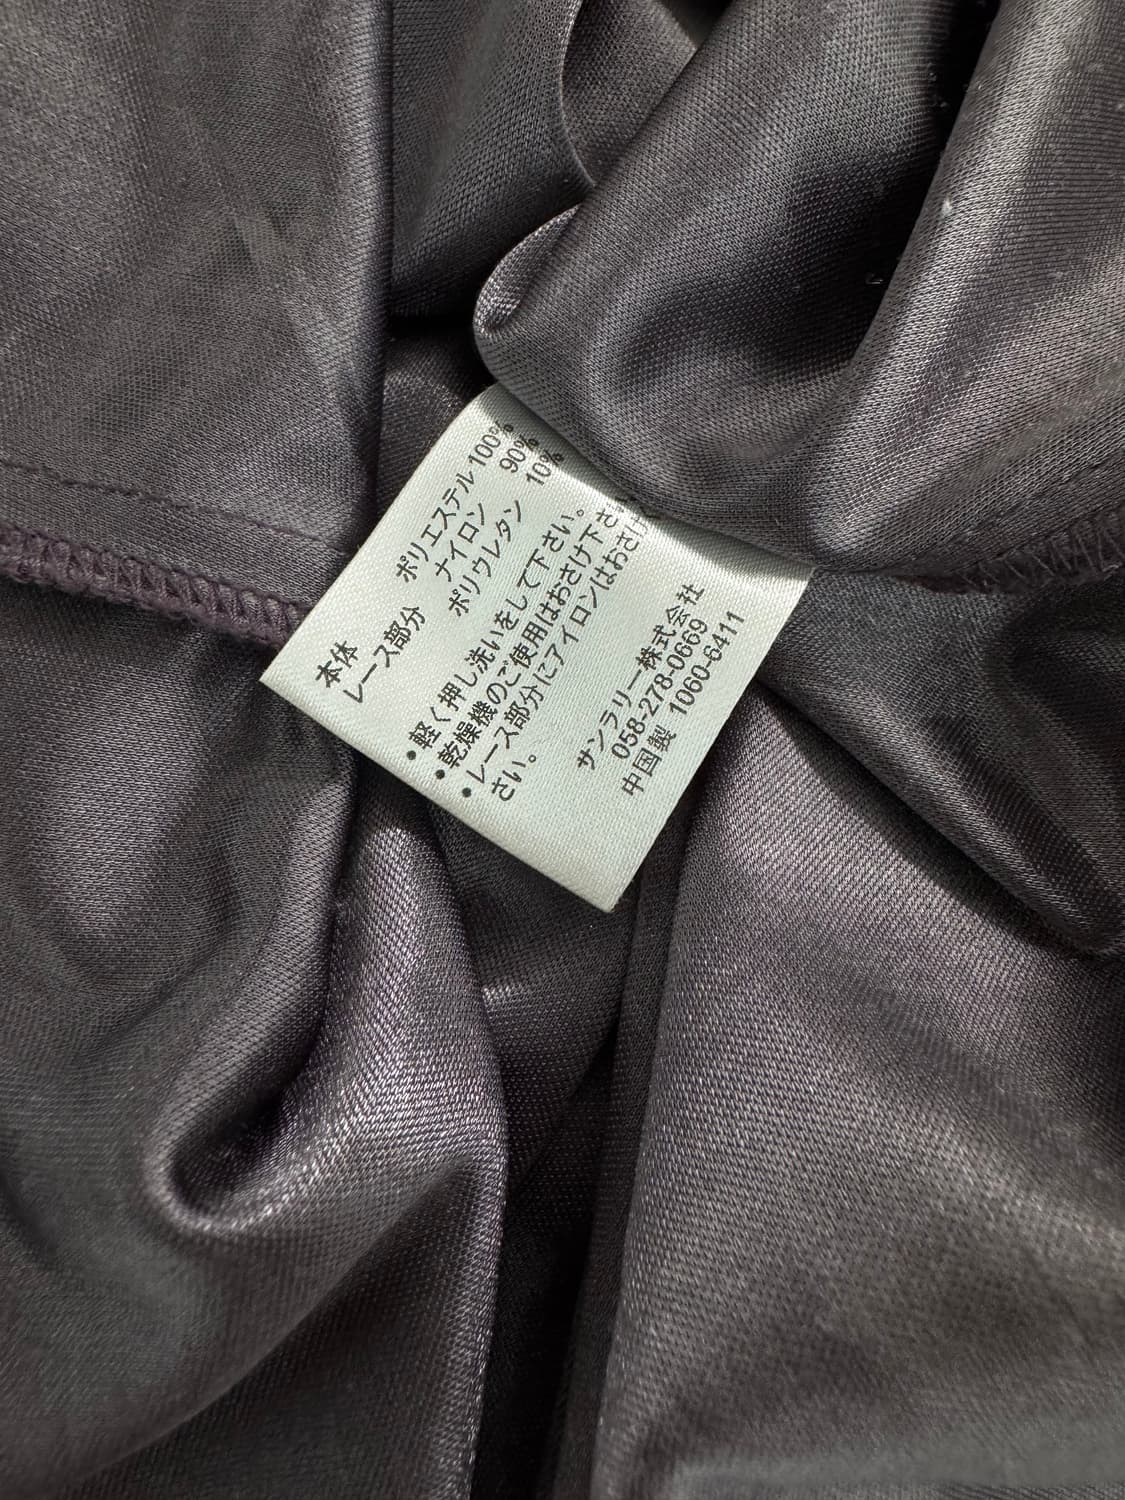 本体 ポリエステル100%
レース部分 ナイロン 90%
ポリウレタン 10%
・軽く押し洗いをして下さい。
・乾燥機のご使用はおさけ下さ
・レース部分にアイロンはおさけ
さい。
サンラリー株式会社
058-278-0669
中国製 1060-6411